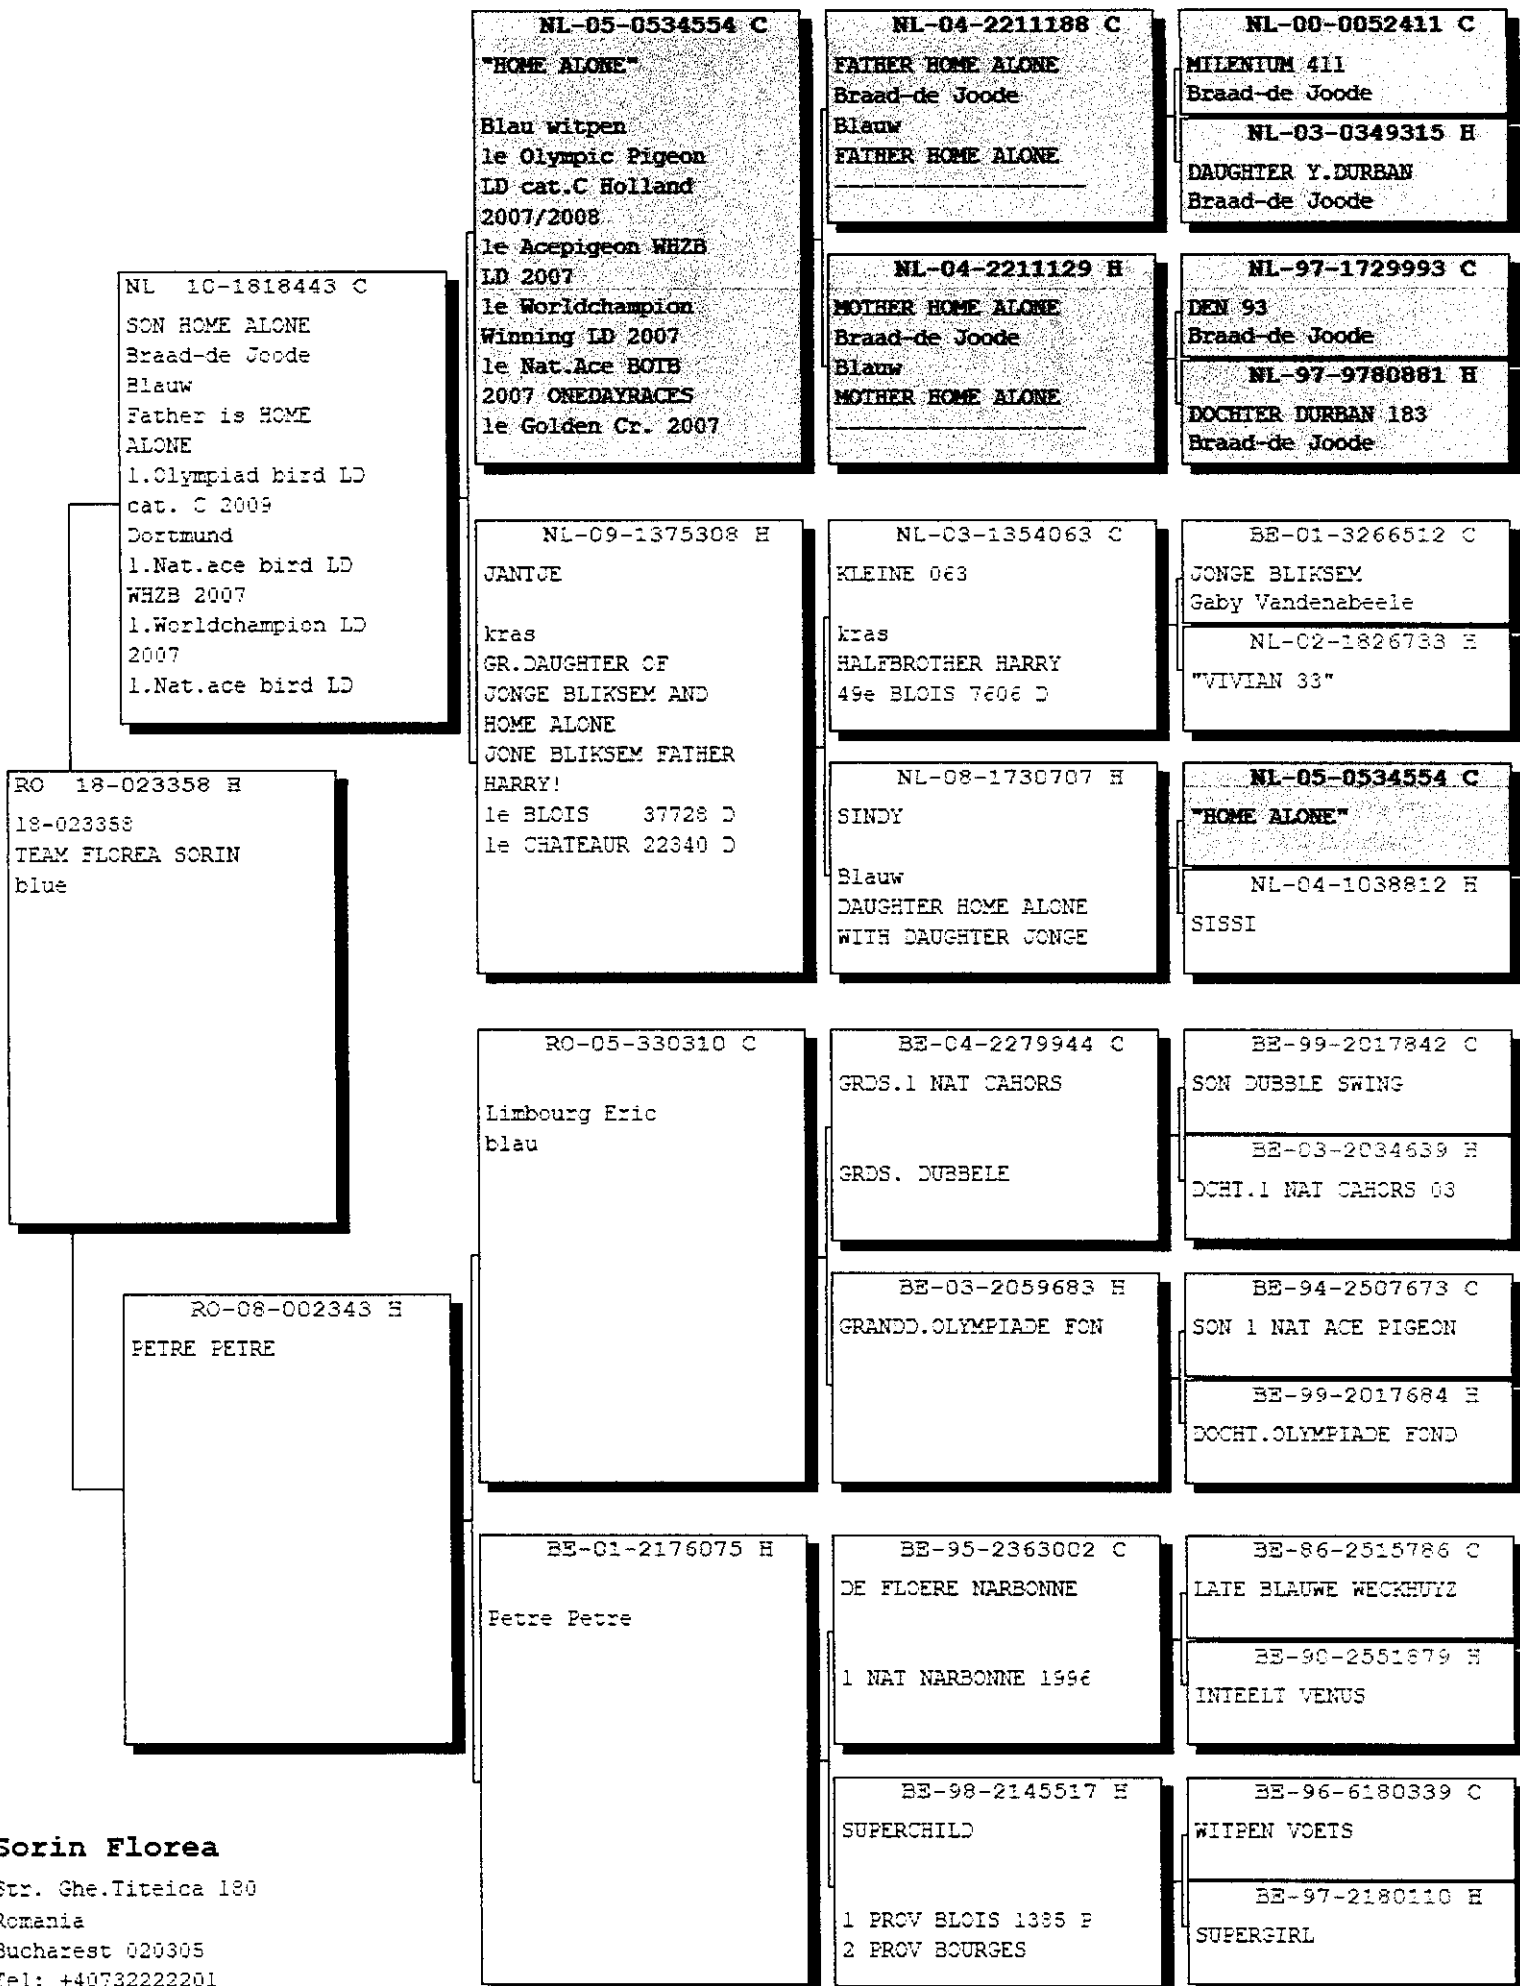 RO 18-023358 H
18-023358
TEAM FLOREA SORIN
blue
NL 10-1818443 C
SON HOME ALONE
Braad-de Joode
Blauw
Father is HOME
ALONE
1.Olympiad bird LD
cat. C 2009
Dortmund
1.Nat.ace bird LD
WHZB 2007
1.Worldchampion LD
2007
1.Nat.ace bird LD
RO-08-002343 H
PETRE PETRE
NL-05-0534554 C
"HOME ALONE"
Blau witpen
1e Olympic Pigeon
LD cat.C Holland
2007/2008
1e Acepigeon WHZB
LD 2007
1e Worldchampion
Winning LD 2007
1e Nat.Ace BOTB
2007 ONEDAYRACES
1e Golden Cr. 2007
NL-09-1375308 H
JANTJE
kras
GR.DAUGHTER OF
JONGE BLIKSEM AND
HOME ALONE
JONE BLIKSEM FATHER
HARRY!
1e BLOIS 37728 D
1e CHATEAUR 22340 D
RO-05-330310 C
Limbourg Eric
blau
BE-01-2176075 H
Petre Petre
NL-04-2211188 C
FATHER HOME ALONE
Braad-de Joode
Blauw
FATHER HOME ALONE
NL-04-2211129 H
MOTHER HOME ALONE
Braad-de Joode
Blauw
MOTHER HOME ALONE
NL-03-1354063 C
KLEINE 063
kras
HALFBROTHER HARRY
49e BLOIS 7606 D
NL-08-1730707 H
SINDY
Blauw
DAUGHTER HOME ALONE
WITH DAUGHTER JONGE
BE-04-2279944 C
GRDS.1 NAT CAHORS
GRDS. DUBBELE
BE-03-2059683 H
GRANDD.OLYMPIADE FON
BE-95-2363002 C
DE FLOERE NARBONNE
1 NAT NARBONNE 1996
BE-98-2145517 H
SUPERCHILD
1 PROV BLOIS 1385 P
2 PROV BOURGES
NL-00-0052411 C
MILENIUM 411
Braad-de Joode
NL-03-0349315 H
DAUGHTER Y.DURBAN
Braad-de Joode
NL-97-1729993 C
DEN 93
Braad-de Joode
NL-97-9780881 H
DOCHTER DURBAN 183
Braad-de Joode
BE-01-3266512 C
JONGE BLIKSEM
Gaby Vandenabeele
NL-02-1826733 H
"VIVIAN 33"
NL-05-0534554 C
"HOME ALONE"
NL-04-1038812 H
SISSI
BE-99-2017842 C
SON DUBBLE SWING
BE-03-2034639 H
DCHT.1 NAT CAHORS 03
BE-94-2507673 C
SON 1 NAT ACE PIGEON
BE-99-2017684 H
DOCHT.OLYMPIADE FOND
BE-86-2515786 C
LATE BLAUWE WECKHUYZ
BE-90-2551879 H
INTEELT VENUS
BE-96-6180339 C
WITPEN VOETS
BE-97-2180110 H
SUPERGIRL
Sorin Florea
Str. Ghe.Titeica 180
Romania
Bucharest 020305
Tel: +40732222201